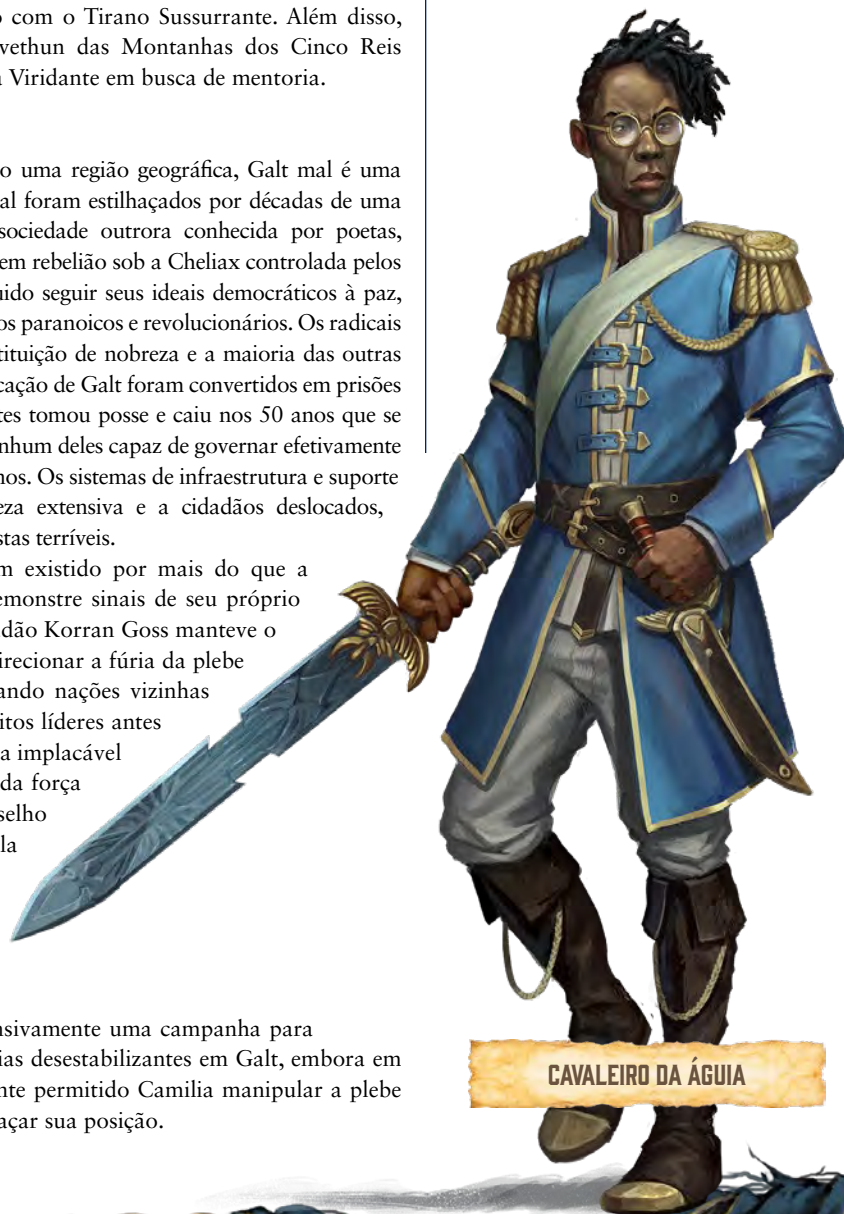 o com o Tirano Sussurrante. Além disso,
vethun das Montanhas dos Cinco Reis
a Viridante em busca de mentoria.
o uma região geográfica, Galt mal é uma
al foram estilhaçados por décadas de uma
sociedade outrora conhecida por poetas,
em rebelião sob a Cheliax controlada pelos
uido seguir seus ideais democráticos à paz,
os paranoicos e revolucionários. Os radicais
tituição de nobreza e a maioria das outras
cação de Galt foram convertidos em prisões
tes tomou posse e caiu nos 50 anos que se
nhum deles capaz de governar efetivamente
nos. Os sistemas de infraestrutura e suporte
eza extensiva e a cidadãos deslocados,
stas terríveis.
m existido por mais do que a
emonstre sinais de seu próprio
dão Korran Goss manteve o
irecionar a fúria da plebe
ando nações vizinhas
itos líderes antes
a implacável
da força
selho
la
nsivamente uma campanha para
ias desestabilizantes em Galt, embora em
nte permitido Camilia manipular a plebe
açar sua posição.
CAVALEIRO DA ÁGUIA